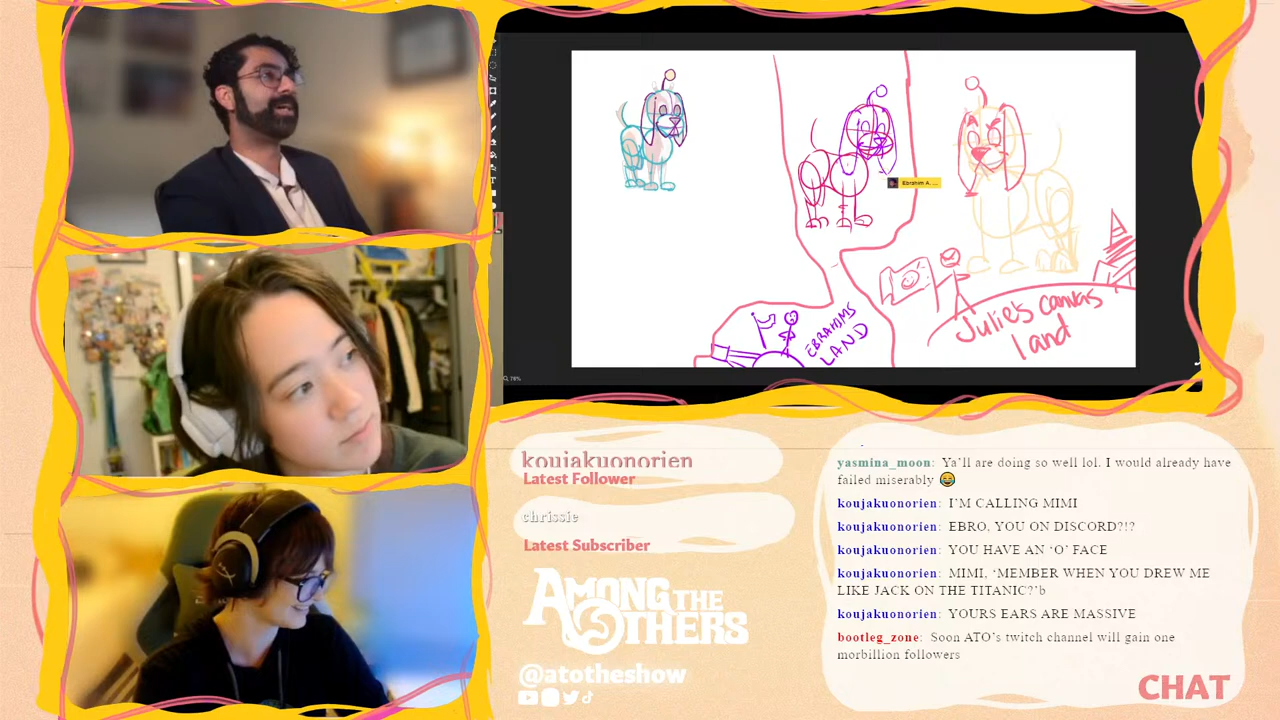 Ebrahim A. ...
EBRAHIMS
LAND
Julie's canvas
land
78%
koujakuonorien
Latest Follower
chrissie
Latest Subscriber
AMONG THE
OTHERS
@atotheshow
yasmina_moon: Ya'll are doing so well lol. I would already have
failed miserably 😂
koujakuonorien: I'M CALLING MIMI
koujakuonorien: EBRO, YOU ON DISCORD?!?
koujakuonorien: YOU HAVE AN 'O' FACE
koujakuonorien: MIMI, 'MEMBER WHEN YOU DREW ME
LIKE JACK ON THE TITANIC?'b
koujakuonorien: YOURS EARS ARE MASSIVE
bootleg_zone: Soon ATO's twitch channel will gain one
morbillion followers
CHAT